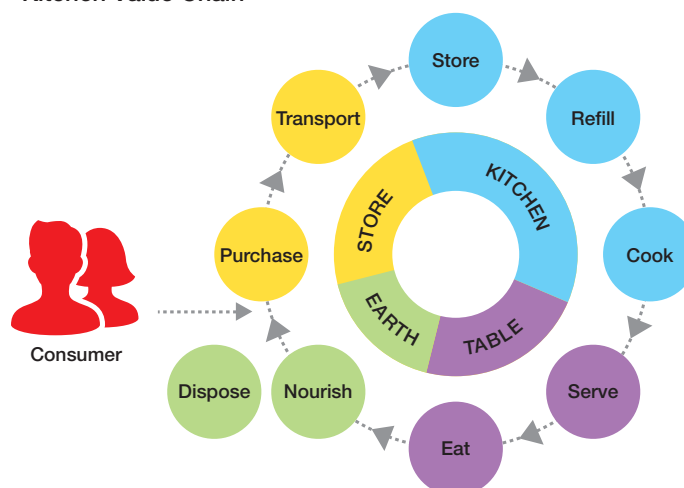 Store
Transport
Refill
KITCHEN
STORE
Purchase
Cook
EARTH
TABLE
Consumer
Dispose
Nourish
Serve
Eat